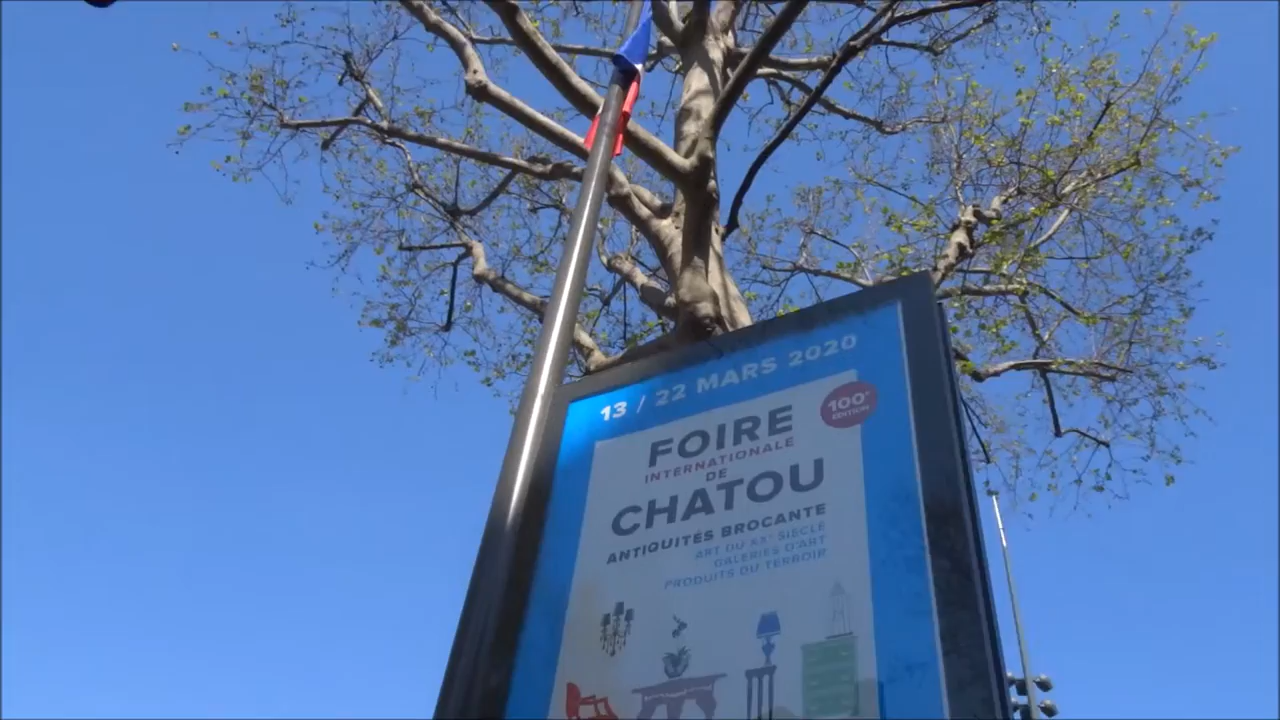 13 / 22 MARS 2020
100e
EDITION
FOIRE
INTERNATIONALE
DE
CHATOU
ANTIQUITÉS BROCANTE
ART DU XXe SIÈCLE
GALERIES D'ART
PRODUITS DU TERROIR